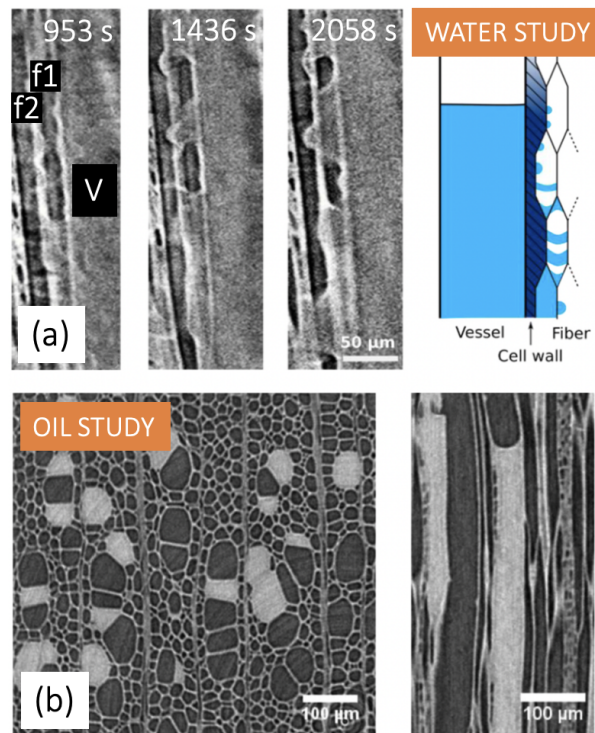 953 s
1436 s
2058 s
WATER STUDY
f1
f2
V
(a)
50 µm
Vessel
Fiber
Cell wall
OIL STUDY
(b)
100 µm
100 µm